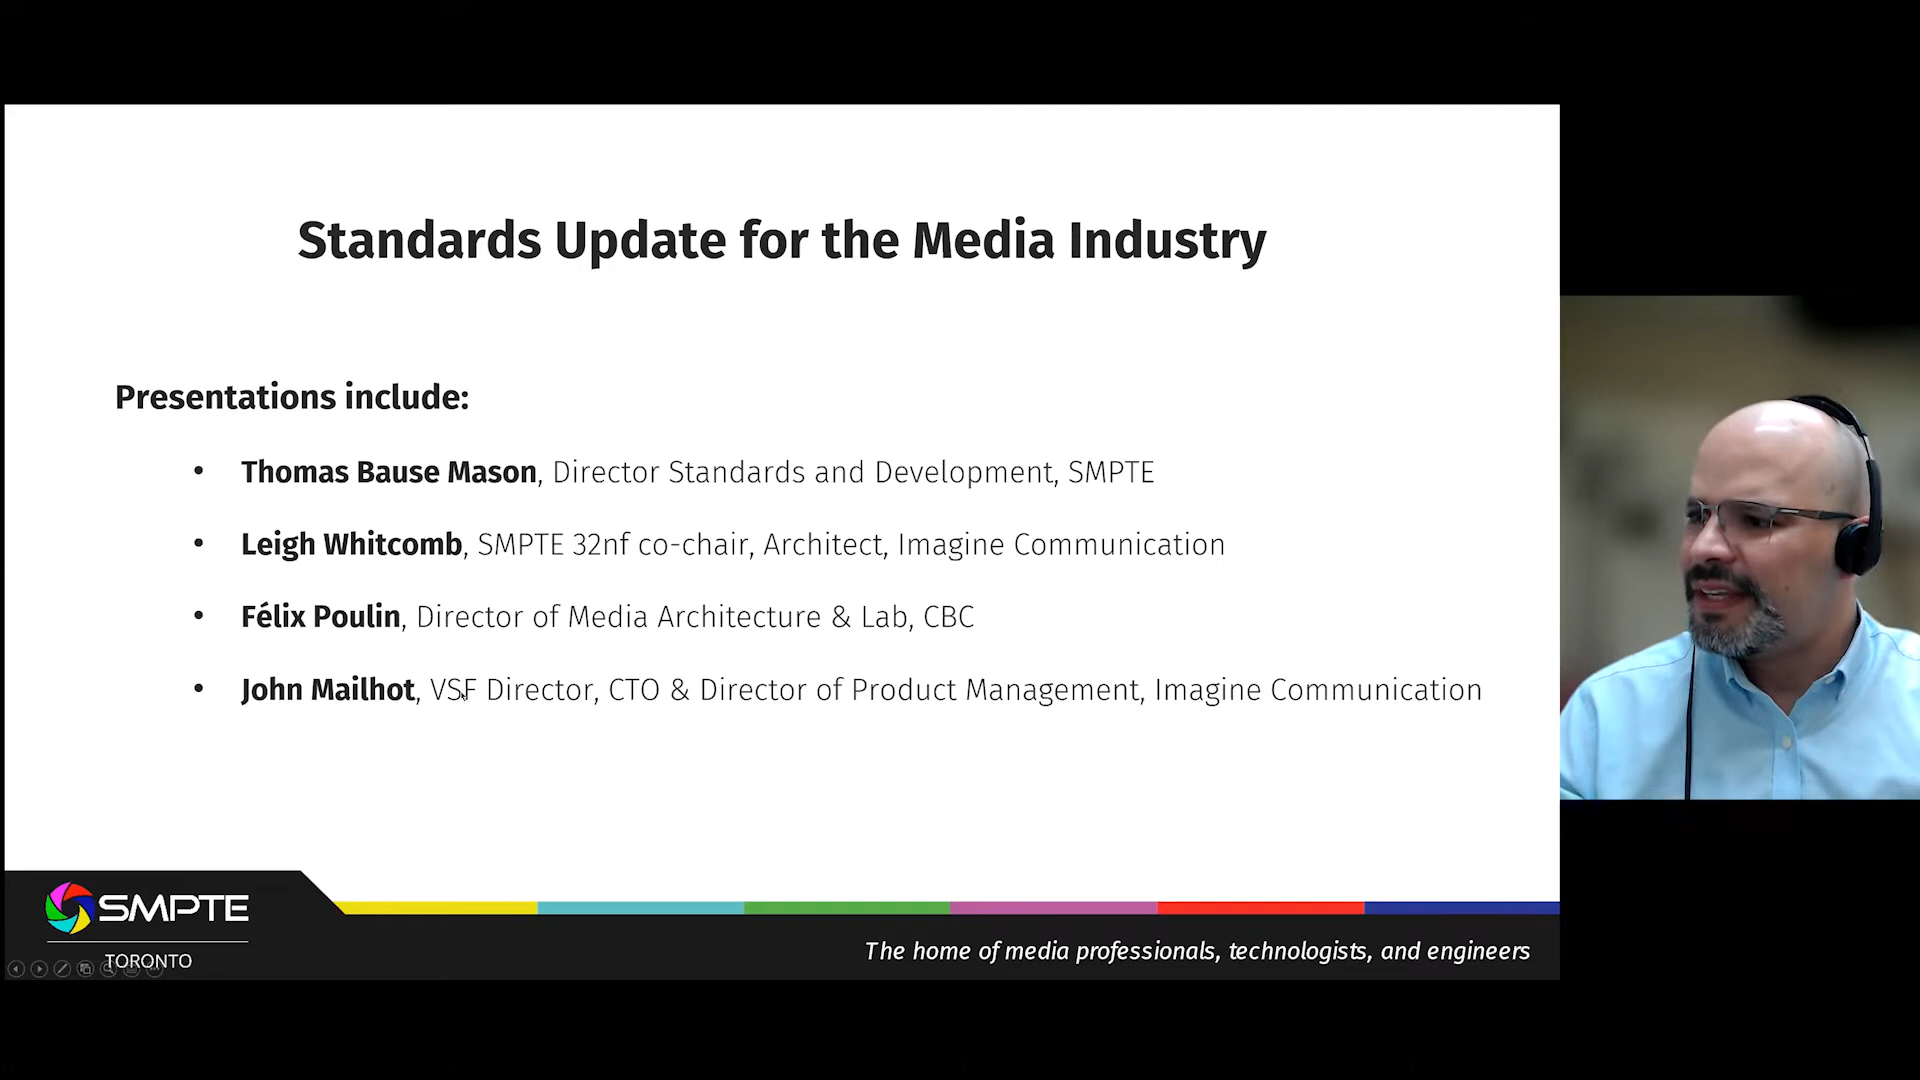 Standards Update for the Media Industry
Presentations include:
• Thomas Bause Mason, Director Standards and Development, SMPTE
• Leigh Whitcomb, SMPTE 32nf co-chair, Architect, Imagine Communication
• Félix Poulin, Director of Media Architecture & Lab, CBC
• John Mailhot, VSF Director, CTO & Director of Product Management, Imagine Communication
SMPTE
TORONTO
The home of media professionals, technologists, and engineers